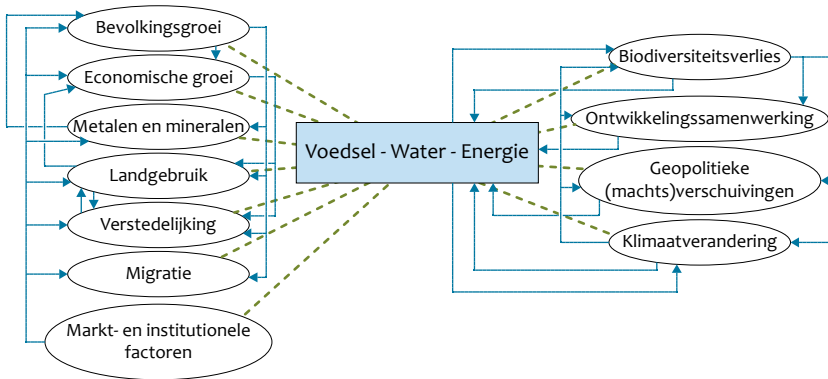 Bevolkingsgroei
Economische groei
Metalen en mineralen
Landgebruik
Verstedelijking
Migratie
Markt- en institutionele
factoren
Voedsel - Water - Energie
Biodiversiteitsverlies
Ontwikkelingssamenwerking
Geopolitieke
(machts)verschuivingen
Klimaatverandering